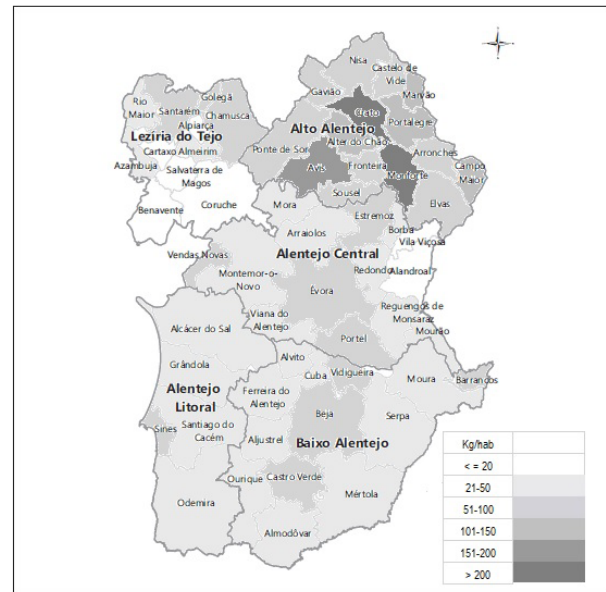 Nisa
Castelo de
Vide
Gavião
Marvão
Golegã
Rio
Maior
Santarém
Chamusca
Crato
Portalegre
Alpiarça
Alto Alentejo
Lezíria do Tejo
Alter do Chão
Ponte de Sor
Arronches
Cartaxo
Almeirim
Avis
Fronteira
Monforte
Campo
Maior
Azambuja
Salvaterra de
Magos
Sousel
Elvas
Benavente
Coruche
Mora
Estremoz
Arraiolos
Borba
Vila Viçosa
Vendas Novas
Alentejo Central
Redondo
Alandroal
Montemor-o-
Novo
Évora
Reguengos de
Monsaraz
Mourão
Viana do
Alentejo
Alcácer do Sal
Portel
Grândola
Alvito
Cuba
Vidigueira
Moura
Barrancos
Alentejo
Litoral
Ferreira do
Alentejo
Beja
Serpa
Sines
Santiago do
Cacém
Aljustrel
Baixo Alentejo
Ourique
Castro Verde
Mértola
Odemira
Almodôvar
Kg/hab
< = 20
21-50
51-100
101-150
151-200
> 200